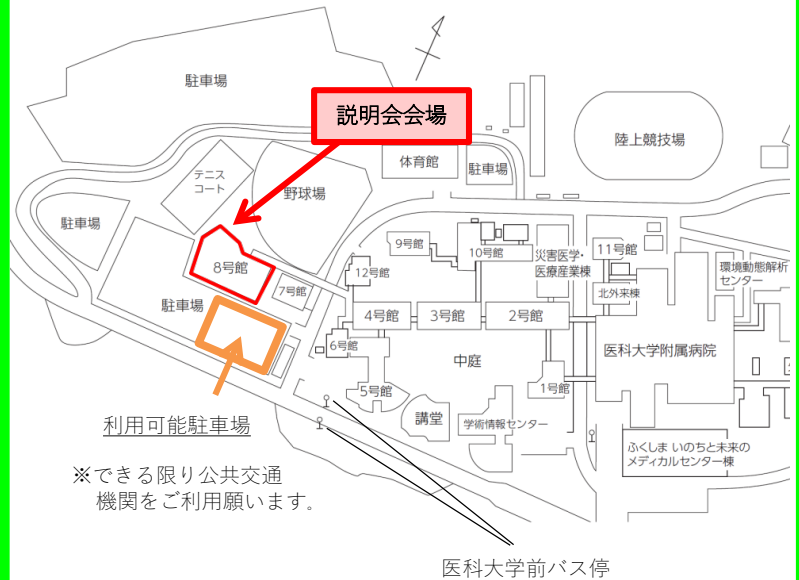 駐車場
説明会会場
陸上競技場
体育館
駐車場
テニス
コート
野球場
駐車場
9号館
10号館
災害医学・
医療産業棟
11号館
8号館
12号館
環境動態解析
センター
7号館
北外来棟
駐車場
4号館
3号館
2号館
6号館
中庭
医科大学附属病院
5号館
1号館
講堂
学術情報センター
利用可能駐車場
ふくしま いのちと未来の
メディカルセンター棟
※できる限り公共交通
機関をご利用願います。
医科大学前バス停